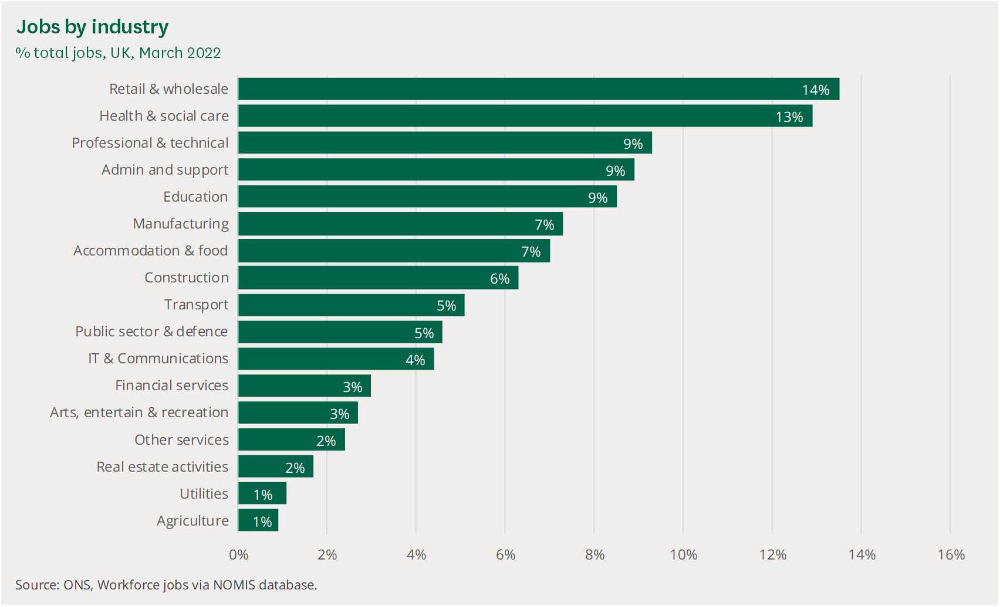 Jobs by industry
% total jobs, UK, March 2022
Retail & wholesale 14%
Health & social care 13%
Professional & technical 9%
Admin and support 9%
Education 9%
Manufacturing 7%
Accommodation & food 7%
Construction 6%
Transport 5%
Public sector & defence 5%
IT & Communications 4%
Financial services 3%
Arts, entertain & recreation 3%
Other services 2%
Real estate activities 2%
Utilities 1%
Agriculture 1%
0% 2% 4% 6% 8% 10% 12% 14% 16%
Source: ONS, Workforce jobs via NOMIS database.